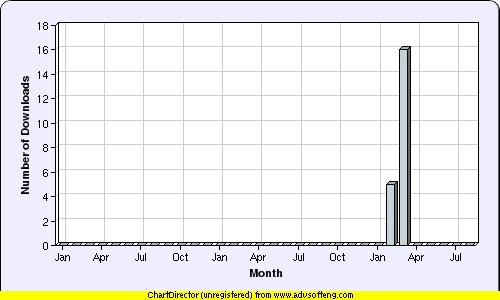 18
16
14
12
10
8
6
4
2
0
Number of Downloads
Jan Apr Jul Oct Jan Apr Jul Oct Jan Apr Jul
Month
ChartDirector (unregistered) from www.advsofteng.com